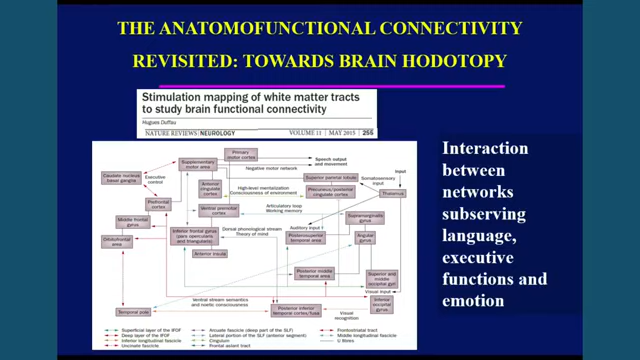 THE ANATOMOFUNCTIONAL CONNECTIVITY
REVISITED: TOWARDS BRAIN HODOTOPY
Stimulation mapping of white matter tracts
to study brain functional connectivity
Hugues Duffau
NATURE REVIEWS | NEUROLOGY
VOLUME 11 | MAY 2015 | 255
Interaction
between
networks
subserving
language,
executive
functions and
emotion
Primary
motor cortex
Supplementary
motor area
Speech output
and movement
Negative motor network
Caudate nucleus
basal ganglia
Executive
control
Superior parietal lobule
Somatosensory
input
Input
Thalamus
Anterior
cingulate
cortex
High-level mentalization
Consciousness of environment
Precuneus/posterior
cingulate cortex
Prefrontal
cortex
Ventral premotor
cortex
Articulatory loop
Working memory
Supramarginal
gyrus
Middle frontal
gyrus
Auditory input
Orbitofrontal
area
Inferior frontal gyrus
(pars opercularis and triangularis)
Dorsal phonological stream
Theory of mind
Posterosuperior
temporal area
Angular
gyrus
Anterior insula
Posterior middle
temporal area
Superior and
middle
occipital gyri
Visual input
Ventral stream semantics
and noetic consciousness
Inferior
occipital
gyrus
Temporal pole
Posterior inferior
temporal cortex/fusa
Visual
recognition
Superficial layer of the IFOF
Deep layer of the IFOF
Inferior longitudinal fascicle
Uncinate fascicle
Arcuate fascicle (deep part of the SLF)
Lateral portion of the SLF (anterior segment)
Cingulum
Frontal aslant tract
Frontostriatal tract
Middle longitudinal fascicle
U fibres